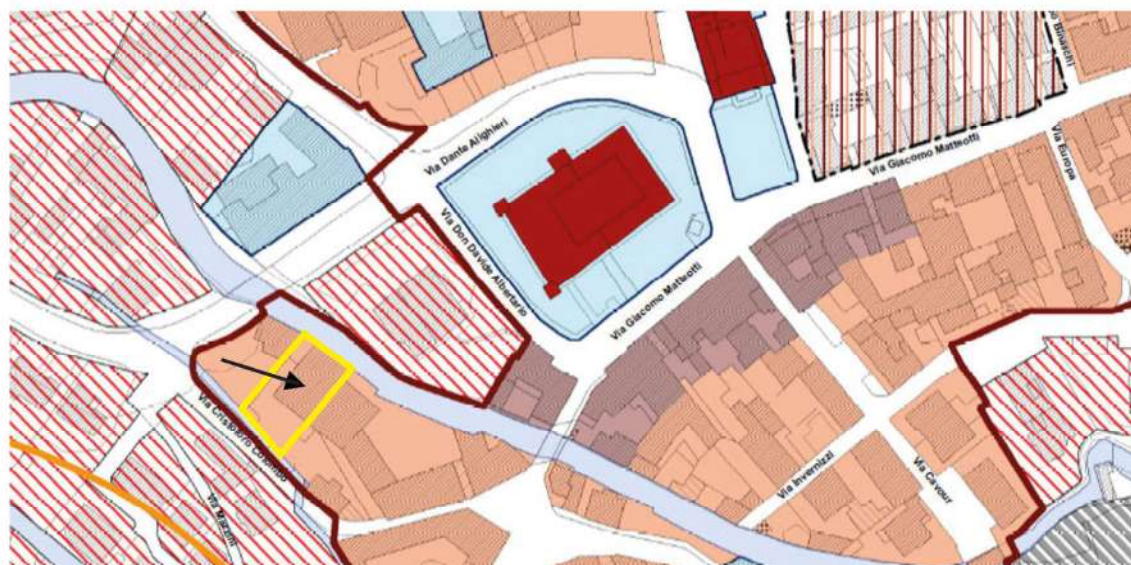 Via Dante Alighieri
Via Giacomo Matteotti
Via Europa
Via Don Davide Albertario
Via Giacomo Matteotti
Via Cristoforo Colombo
Via Mazzini
Via Invernizzi
Via Cavour